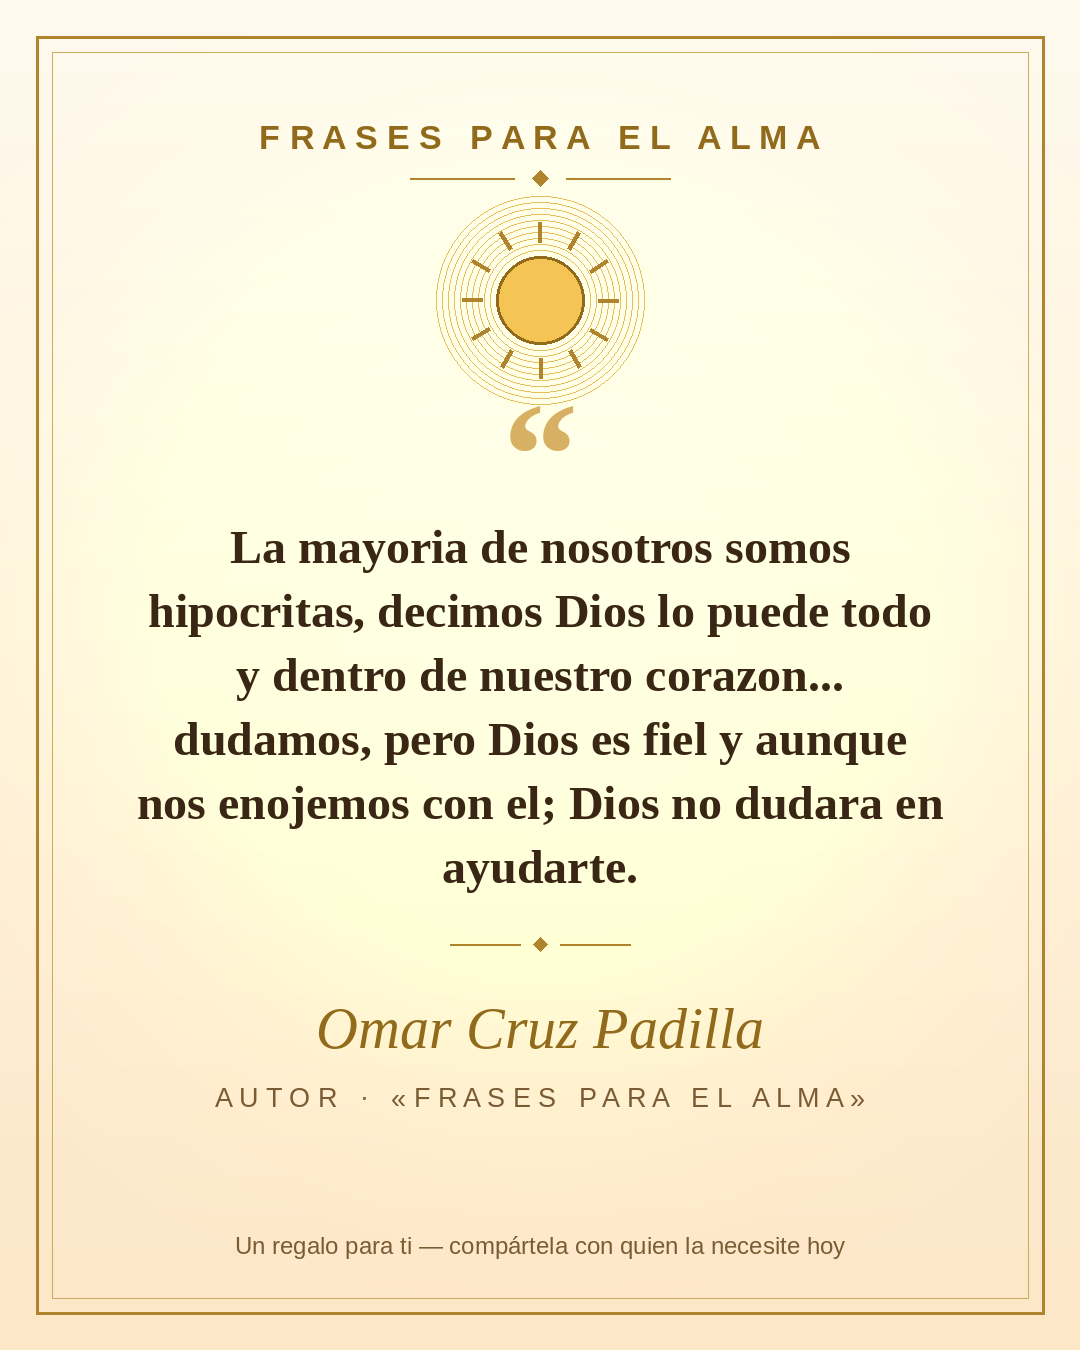 FRASES PARA EL ALMA
“
La mayoria de nosotros somos
hipocritas, decimos Dios lo puede todo
y dentro de nuestro corazon...
dudamos, pero Dios es fiel y aunque
nos enojemos con el; Dios no dudara en
ayudarte.
Omar Cruz Padilla
AUTOR · «FRASES PARA EL ALMA»
Un regalo para ti — compártela con quien la necesite hoy